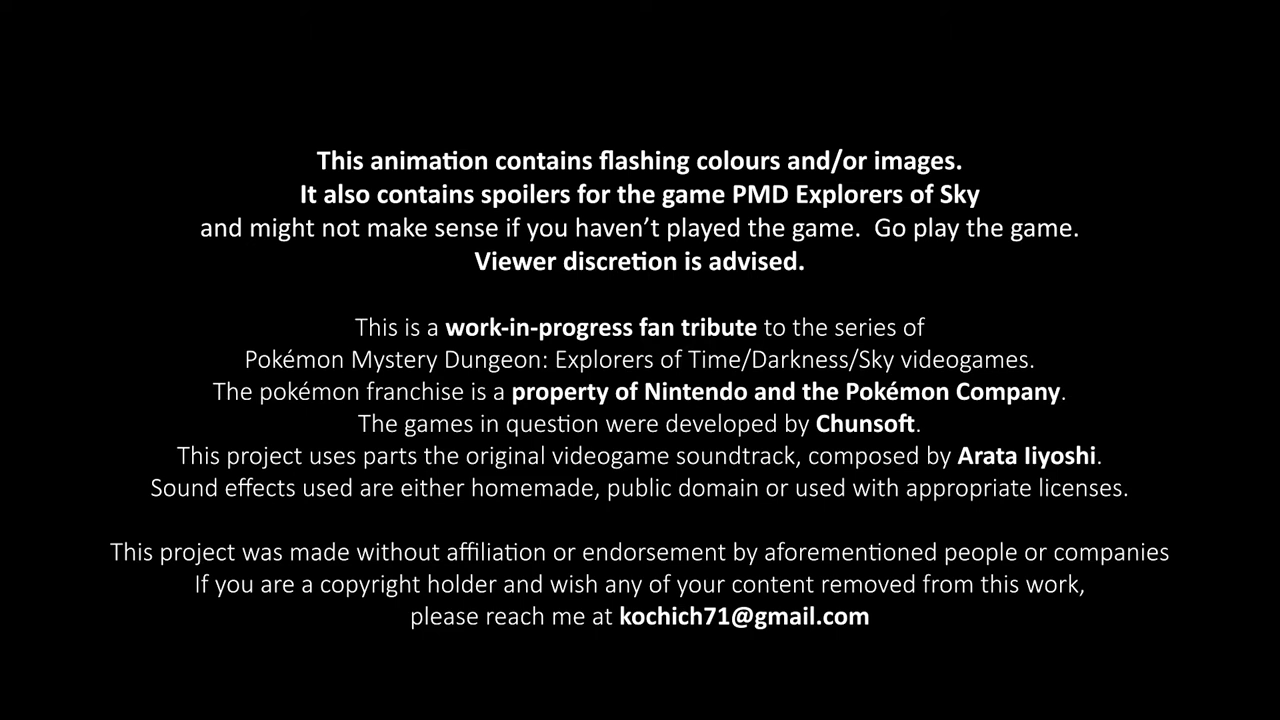 This animation contains flashing colours and/or images.
It also contains spoilers for the game PMD Explorers of Sky
and might not make sense if you haven’t played the game.  Go play the game.
Viewer discretion is advised.
This is a work-in-progress fan tribute to the series of
Pokémon Mystery Dungeon: Explorers of Time/Darkness/Sky videogames.
The pokémon franchise is a property of Nintendo and the Pokémon Company.
The games in question were developed by Chunsoft.
This project uses parts the original videogame soundtrack, composed by Arata Iiyoshi.
Sound effects used are either homemade, public domain or used with appropriate licenses.
This project was made without affiliation or endorsement by aforementioned people or companies
If you are a copyright holder and wish any of your content removed from this work,
please reach me at kochich71@gmail.com